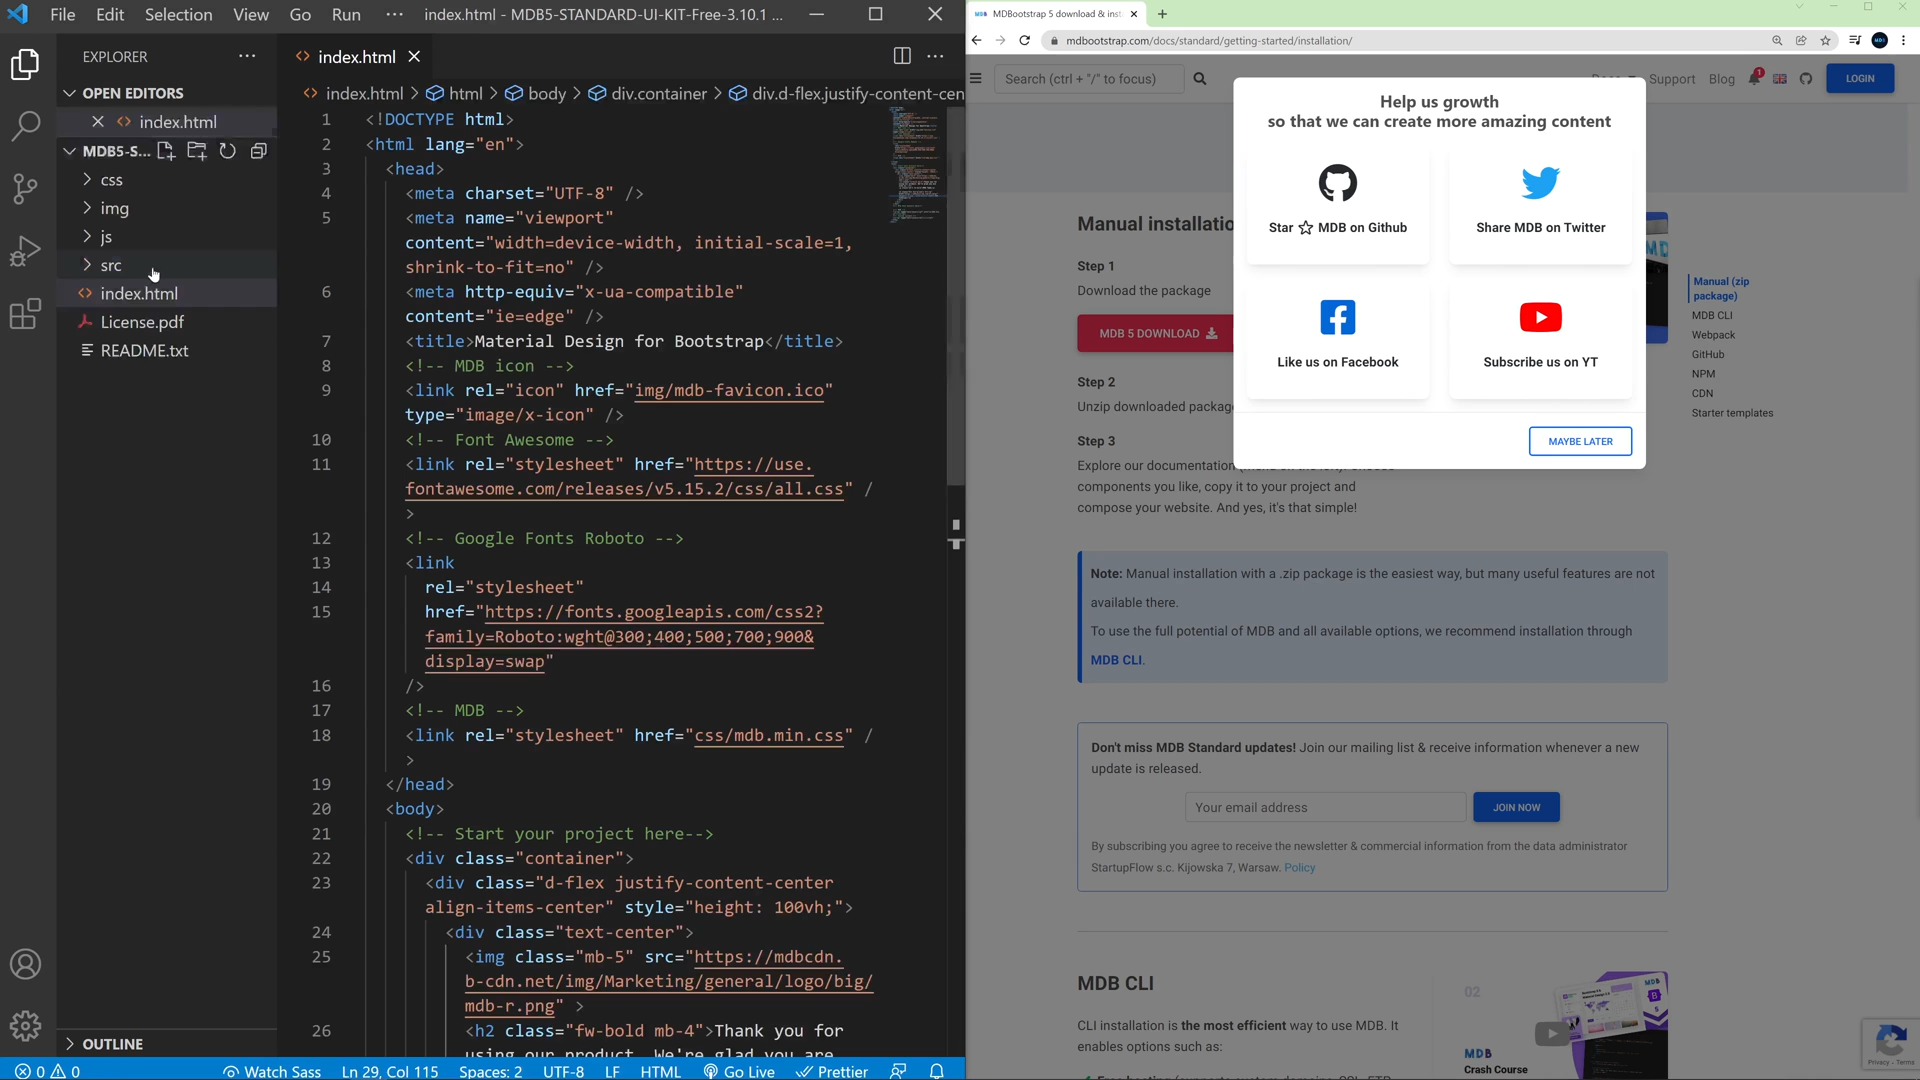 File Edit Selection View Go Run ··· index.html - MDB5-STANDARD-UI-KIT-Free-3.10.1 ...
EXPLORER
OPEN EDITORS
index.html
MDB5-S...
css
img
js
src
index.html
License.pdf
README.txt
OUTLINE
index.html
index.html > html > body > div.container > div.d-flex.justify-content-cen
1 <!DOCTYPE html>
2 <html lang="en">
3 <head>
4 <meta charset="UTF-8" />
5 <meta name="viewport"
content="width=device-width, initial-scale=1,
shrink-to-fit=no" />
6 <meta http-equiv="x-ua-compatible"
content="ie=edge" />
7 <title>Material Design for Bootstrap</title>
8 <!-- MDB icon -->
9 <link rel="icon" href="img/mdb-favicon.ico"
type="image/x-icon" />
10 <!-- Font Awesome -->
11 <link rel="stylesheet" href="https://use.
fontawesome.com/releases/v5.15.2/css/all.css" /
>
12 <!-- Google Fonts Roboto -->
13 <link
14 rel="stylesheet"
15 href="https://fonts.googleapis.com/css2?
family=Roboto:wght@300;400;500;700;900&
display=swap"
16 />
17 <!-- MDB -->
18 <link rel="stylesheet" href="css/mdb.min.css" /
>
19 </head>
20 <body>
21 <!-- Start your project here-->
22 <div class="container">
23 <div class="d-flex justify-content-center
align-items-center" style="height: 100vh;">
24 <div class="text-center">
25 <img class="mb-5" src="https://mdbcdn.
b-cdn.net/img/Marketing/general/logo/big/
mdb-r.png" >
26 <h2 class="fw-bold mb-4">Thank you for
using our product. We're glad you are
0 0 Watch Sass Ln 29, Col 115 Spaces: 2 UTF-8 LF HTML Go Live Prettier
MDBootstrap 5 download & inst
mdbootstrap.com/docs/standard/getting-started/installation/
Search (ctrl + "/" to focus)
Support Blog 1 LOGIN
Help us growth
so that we can create more amazing content
Star ☆ MDB on Github
Share MDB on Twitter
Like us on Facebook
Subscribe us on YT
MAYBE LATER
Manual installatio
Step 1
Download the package
MDB 5 DOWNLOAD
Step 2
Unzip downloaded packag
Step 3
Explore our documentation
components you like, copy it to your project and
compose your website. And yes, it's that simple!
Manual (zip
package)
MDB CLI
Webpack
GitHub
NPM
CDN
Starter templates
Note: Manual installation with a .zip package is the easiest way, but many useful features are not
available there.
To use the full potential of MDB and all available options, we recommend installation through
MDB CLI.
Don't miss MDB Standard updates! Join our mailing list & receive information whenever a new
update is released.
Your email address
JOIN NOW
By subscribing you agree to receive the newsletter & commercial information from the data administrator
StartupFlow s.c. Kijowska 7, Warsaw. Policy
MDB CLI
CLI installation is the most efficient way to use MDB. It
enables options such as:
02
MDB
Crash Course
Privacy - Terms